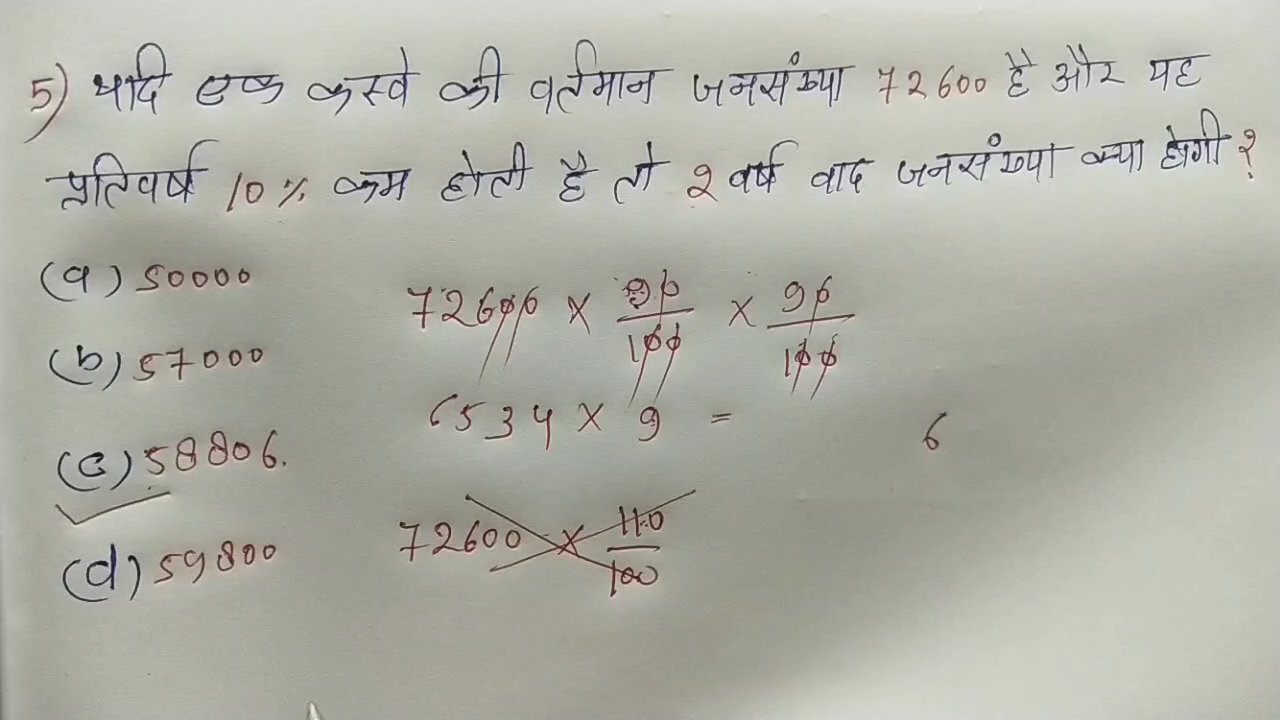 5) यदि एक कस्वे की वर्तमान जनसंख्या 72600 है और यह
प्रतिवर्ष 10% कम होती है तो २ वर्ष वाद जनसंख्या क्या होगी ?
(a) 50000
(b) 57000
(c) 58806.
(d) 59800
72600 × 90/100 × 90/100
6534 × 9 = 6
72600 × 110/100